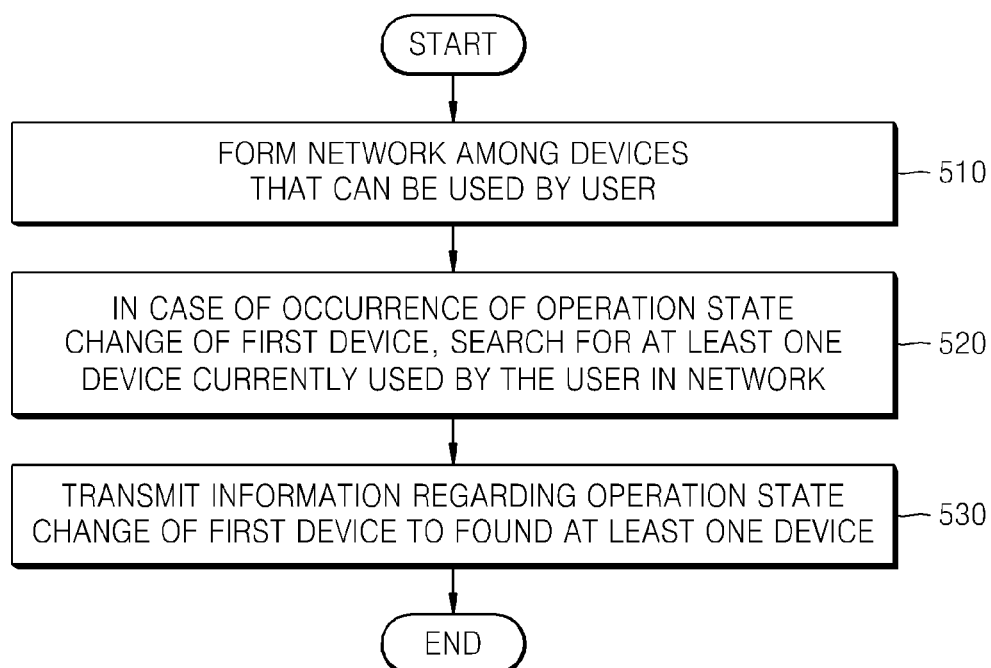 START
FORM NETWORK AMONG DEVICES
THAT CAN BE USED BY USER
510
IN CASE OF OCCURRENCE OF OPERATION STATE
CHANGE OF FIRST DEVICE, SEARCH FOR AT LEAST ONE
DEVICE CURRENTLY USED BY THE USER IN NETWORK
520
TRANSMIT INFORMATION REGARDING OPERATION STATE
CHANGE OF FIRST DEVICE TO FOUND AT LEAST ONE DEVICE
530
END